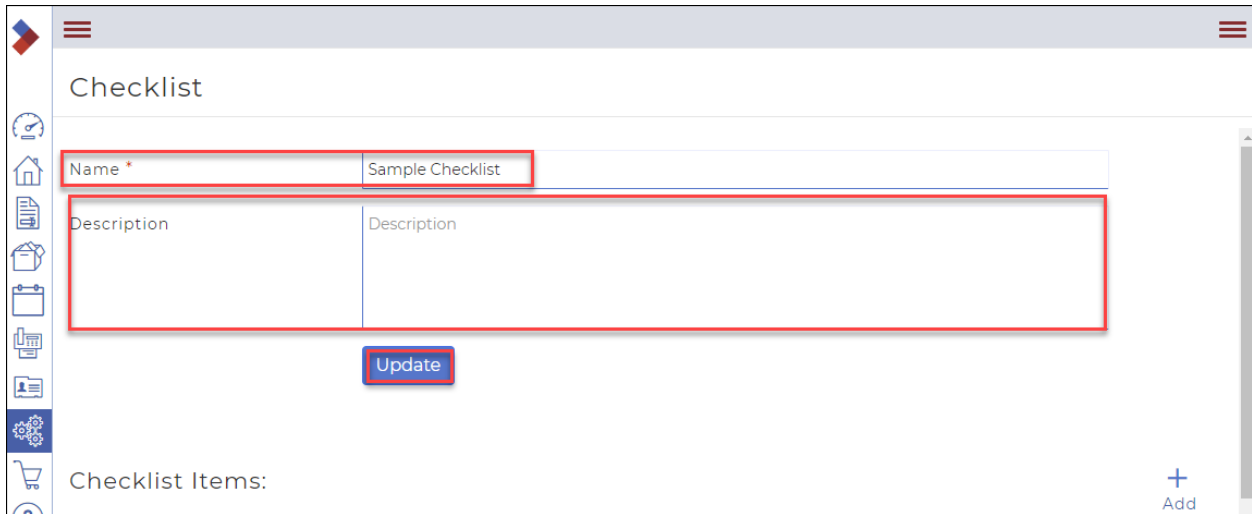 Checklist
Name * Sample Checklist
Description Description
Update
Checklist Items:
Add